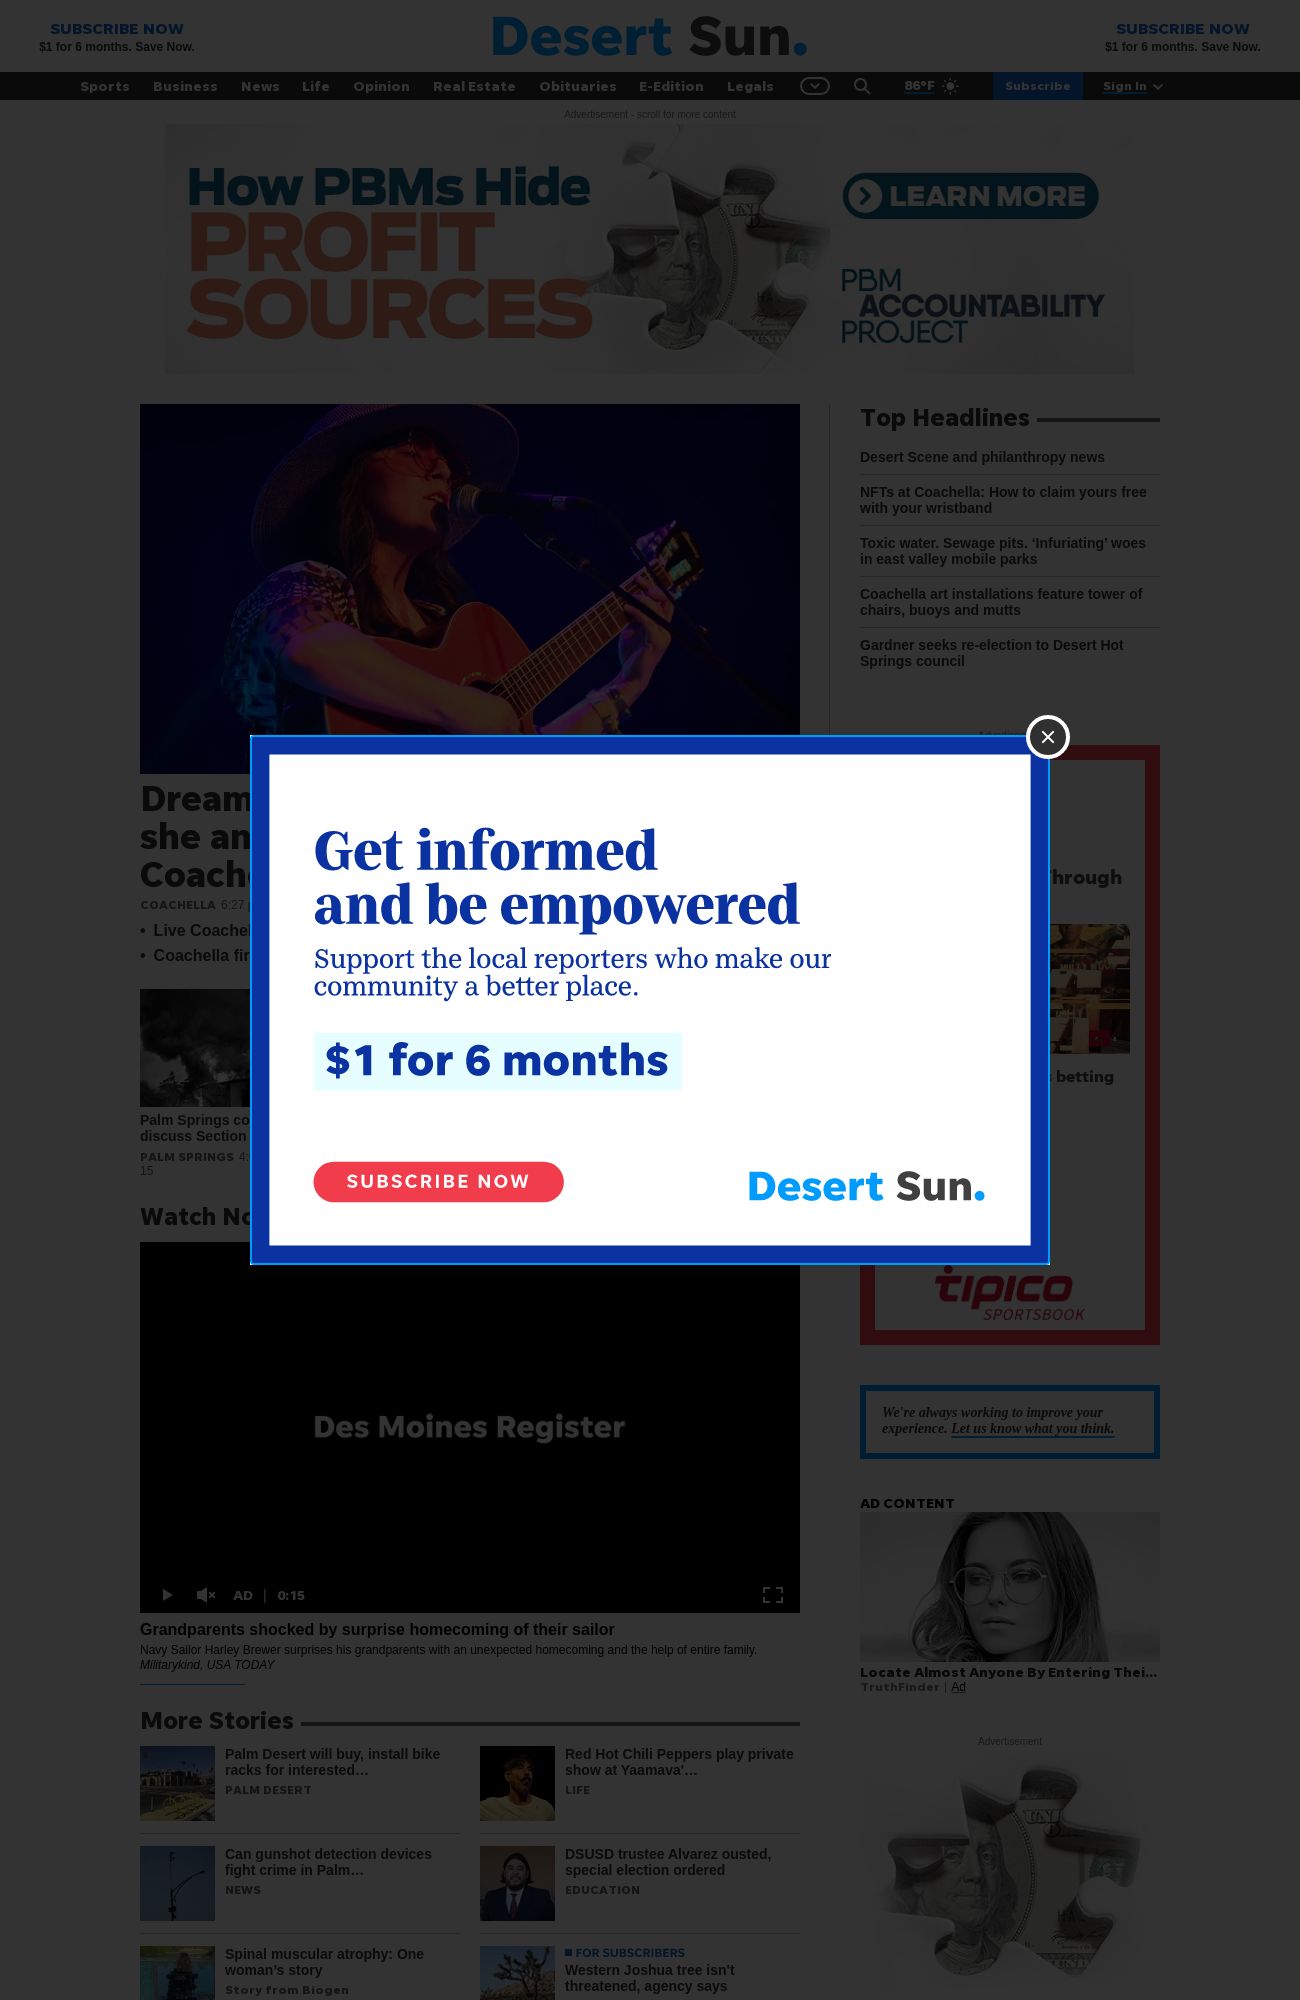 SUBSCRIBE NOW
$1 for 6 months. Save Now.
Desert Sun.
SUBSCRIBE NOW
$1 for 6 months. Save Now.
Sports Business News Life Opinion Real Estate Obituaries E-Edition Legals 86°F Subscribe Sign In
Advertisement - scroll for more content
How PBMs Hide
PROFIT
SOURCES
LEARN MORE
PBM
ACCOUNTABILITY
PROJECT
Top Headlines
Desert Scene and philanthropy news
NFTs at Coachella: How to claim yours free
with your wristband
Toxic water. Sewage pits. ‘Infuriating’ woes
in east valley mobile parks
Coachella art installations feature tower of
chairs, buoys and mutts
Gardner seeks re-election to Desert Hot
Springs council
Dream
she an
Coach
COACHELLA 6:27
• Live Coache
• Coachella fir
Palm Springs co
discuss Section
PALM SPRINGS 4:
15
Get informed
and be empowered
Support the local reporters who make our
community a better place.
$1 for 6 months
SUBSCRIBE NOW
Desert Sun.
Through
betting
tipico
SPORTSBOOK
Watch No
Des Moines Register
AD | 0:15
Grandparents shocked by surprise homecoming of their sailor
Navy Sailor Harley Brewer surprises his grandparents with an unexpected homecoming and the help of entire family.
Militarykind, USA TODAY
We're always working to improve your
experience. Let us know what you think.
AD CONTENT
Locate Almost Anyone By Entering Thei...
TruthFinder | Ad
Advertisement
More Stories
Palm Desert will buy, install bike
racks for interested…
PALM DESERT
Red Hot Chili Peppers play private
show at Yaamava'…
LIFE
Can gunshot detection devices
fight crime in Palm…
NEWS
DSUSD trustee Alvarez ousted,
special election ordered
EDUCATION
Spinal muscular atrophy: One
woman's story
Story from Biogen
FOR SUBSCRIBERS
Western Joshua tree isn't
threatened, agency says